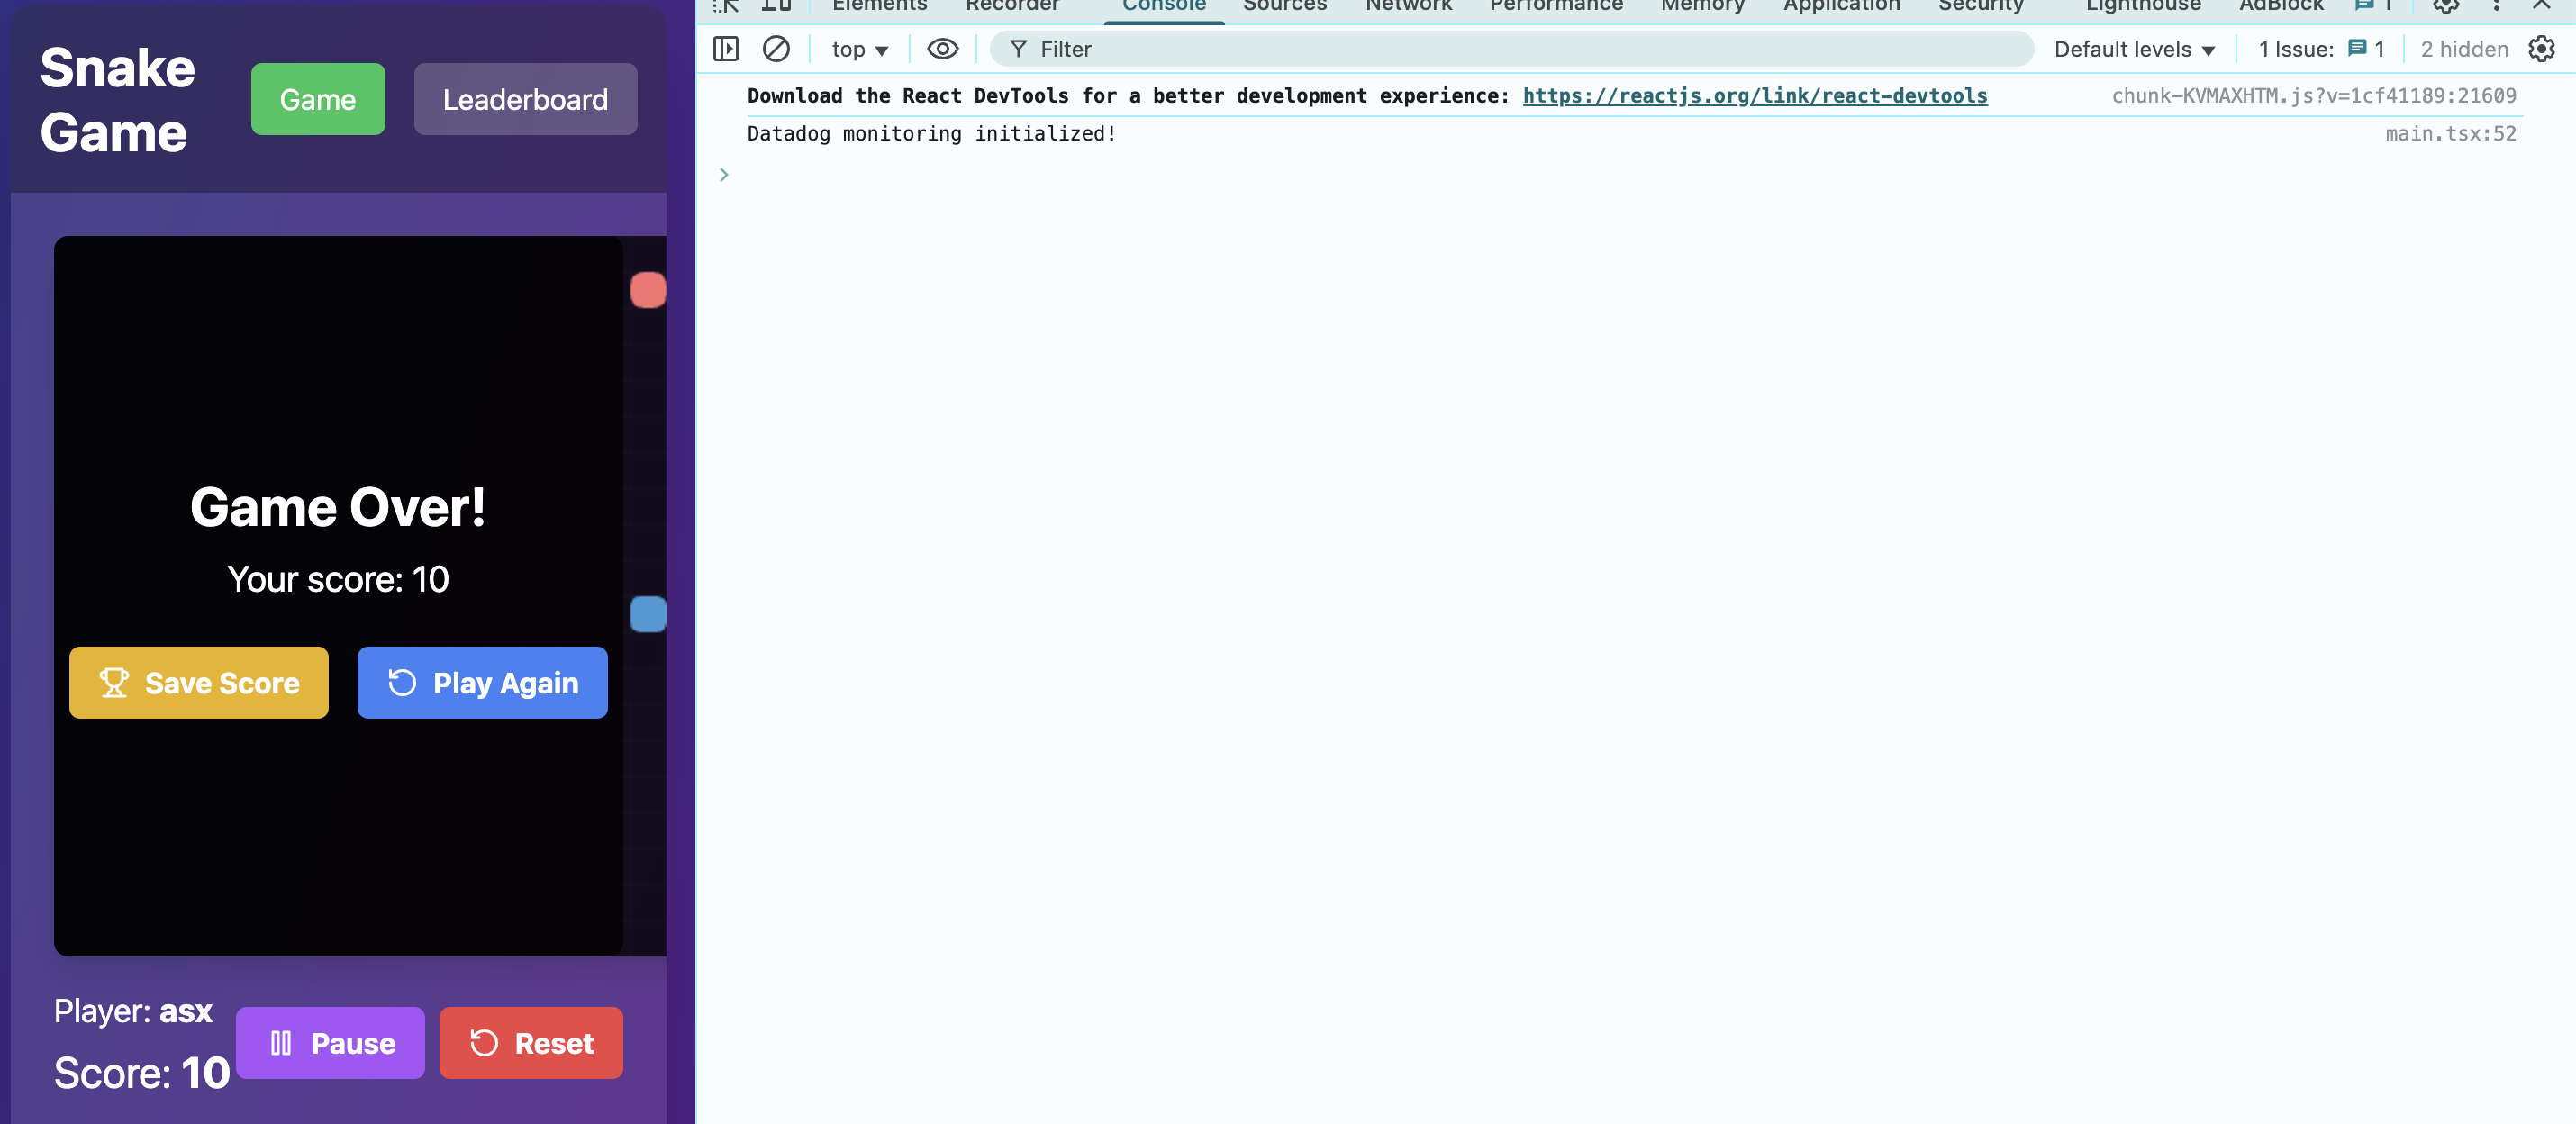 Snake
Game
Game
Leaderboard
Game Over!
Your score: 10
Save Score
Play Again
Player: asx
Score: 10
Pause
Reset
Elements Recorder Console Sources Network Performance Memory Application Security Lighthouse AdBlock 1
top Filter Default levels 1 Issue: 1 2 hidden
Download the React DevTools for a better development experience: https://reactjs.org/link/react-devtools chunk-KVMAXHTM.js?v=1cf41189:21609
Datadog monitoring initialized! main.tsx:52